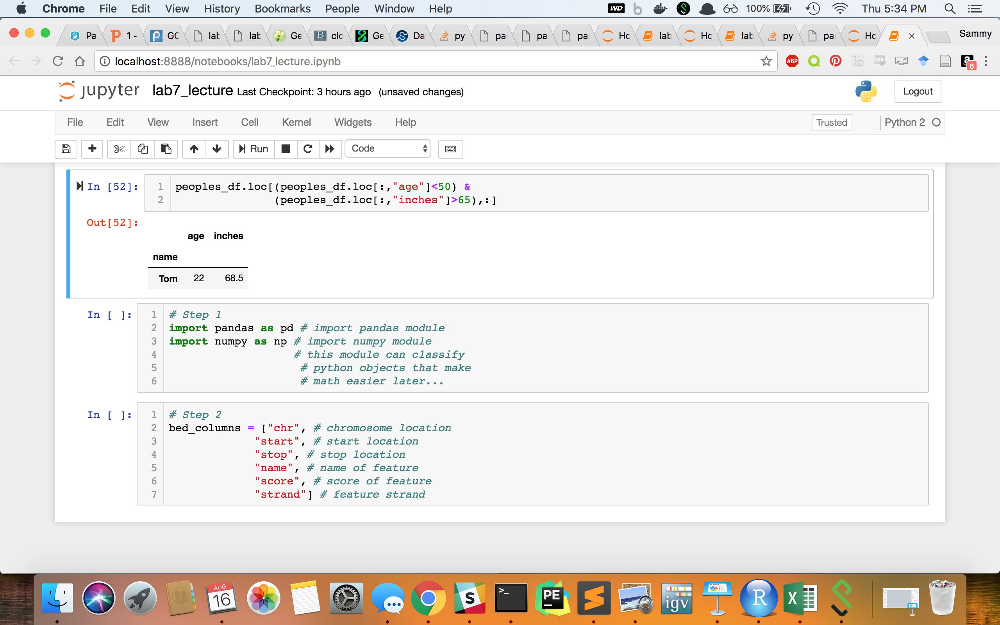 Chrome File Edit View History Bookmarks People Window Help WD 100% Thu 5:34 PM
Pa 1 - GO lab lab Ge B clo Ge Da py pa pa pa Ho lab Ho lab py pa Ho Sammy
localhost:8888/notebooks/lab7_lecture.ipynb ABP CSS a 6
jupyter lab7_lecture Last Checkpoint: 3 hours ago (unsaved changes) Logout
File Edit View Insert Cell Kernel Widgets Help Trusted Python 2
Run Code
In [52]: 1 peoples_df.loc[(peoples_df.loc[:,"age"]<50) &
2 (peoples_df.loc[:,"inches"]>65),:]
Out[52]:
age inches
name
Tom 22 68.5
In [ ]: 1 # Step 1
2 import pandas as pd # import pandas module
3 import numpy as np # import numpy module
4 # this module can classify
5 # python objects that make
6 # math easier later...
In [ ]: 1 # Step 2
2 bed_columns = ["chr", # chromosome location
3 "start", # start location
4 "stop", # stop location
5 "name", # name of feature
6 "score", # score of feature
7 "strand"] # feature strand
AUG
16 S >_ PE igv R X